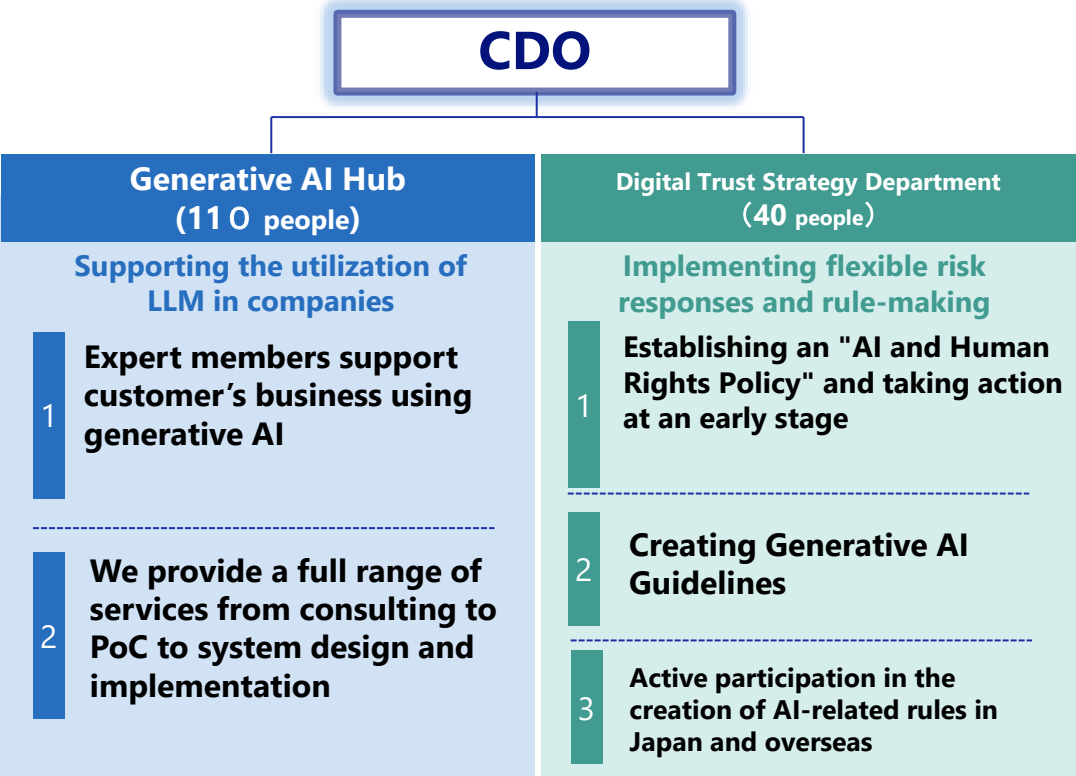 CDO
Generative AI Hub
(11０ people)
Supporting the utilization of
LLM in companies
1
Expert members support
customer’s business using
generative AI
2
We provide a full range of
services from consulting to
PoC to system design and
implementation
Digital Trust Strategy Department
（40 people）
Implementing flexible risk
responses and rule-making
1
Establishing an "AI and Human
Rights Policy" and taking action
at an early stage
2
Creating Generative AI
Guidelines
3
Active participation in the
creation of AI-related rules in
Japan and overseas